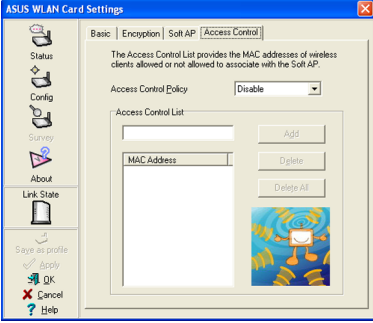 ASUS WLAN Card Settings
Status
Config
Survey
About
Link State
Save as profile
Apply
OK
Cancel
Help
Basic
Encryption
Soft AP
Access Control
The Access Control List provides the MAC addresses of wireless
clients allowed or not allowed to associate with the Soft AP.
Access Control Policy
Disable
Access Control List
Add
MAC Address
Delete
Delete All